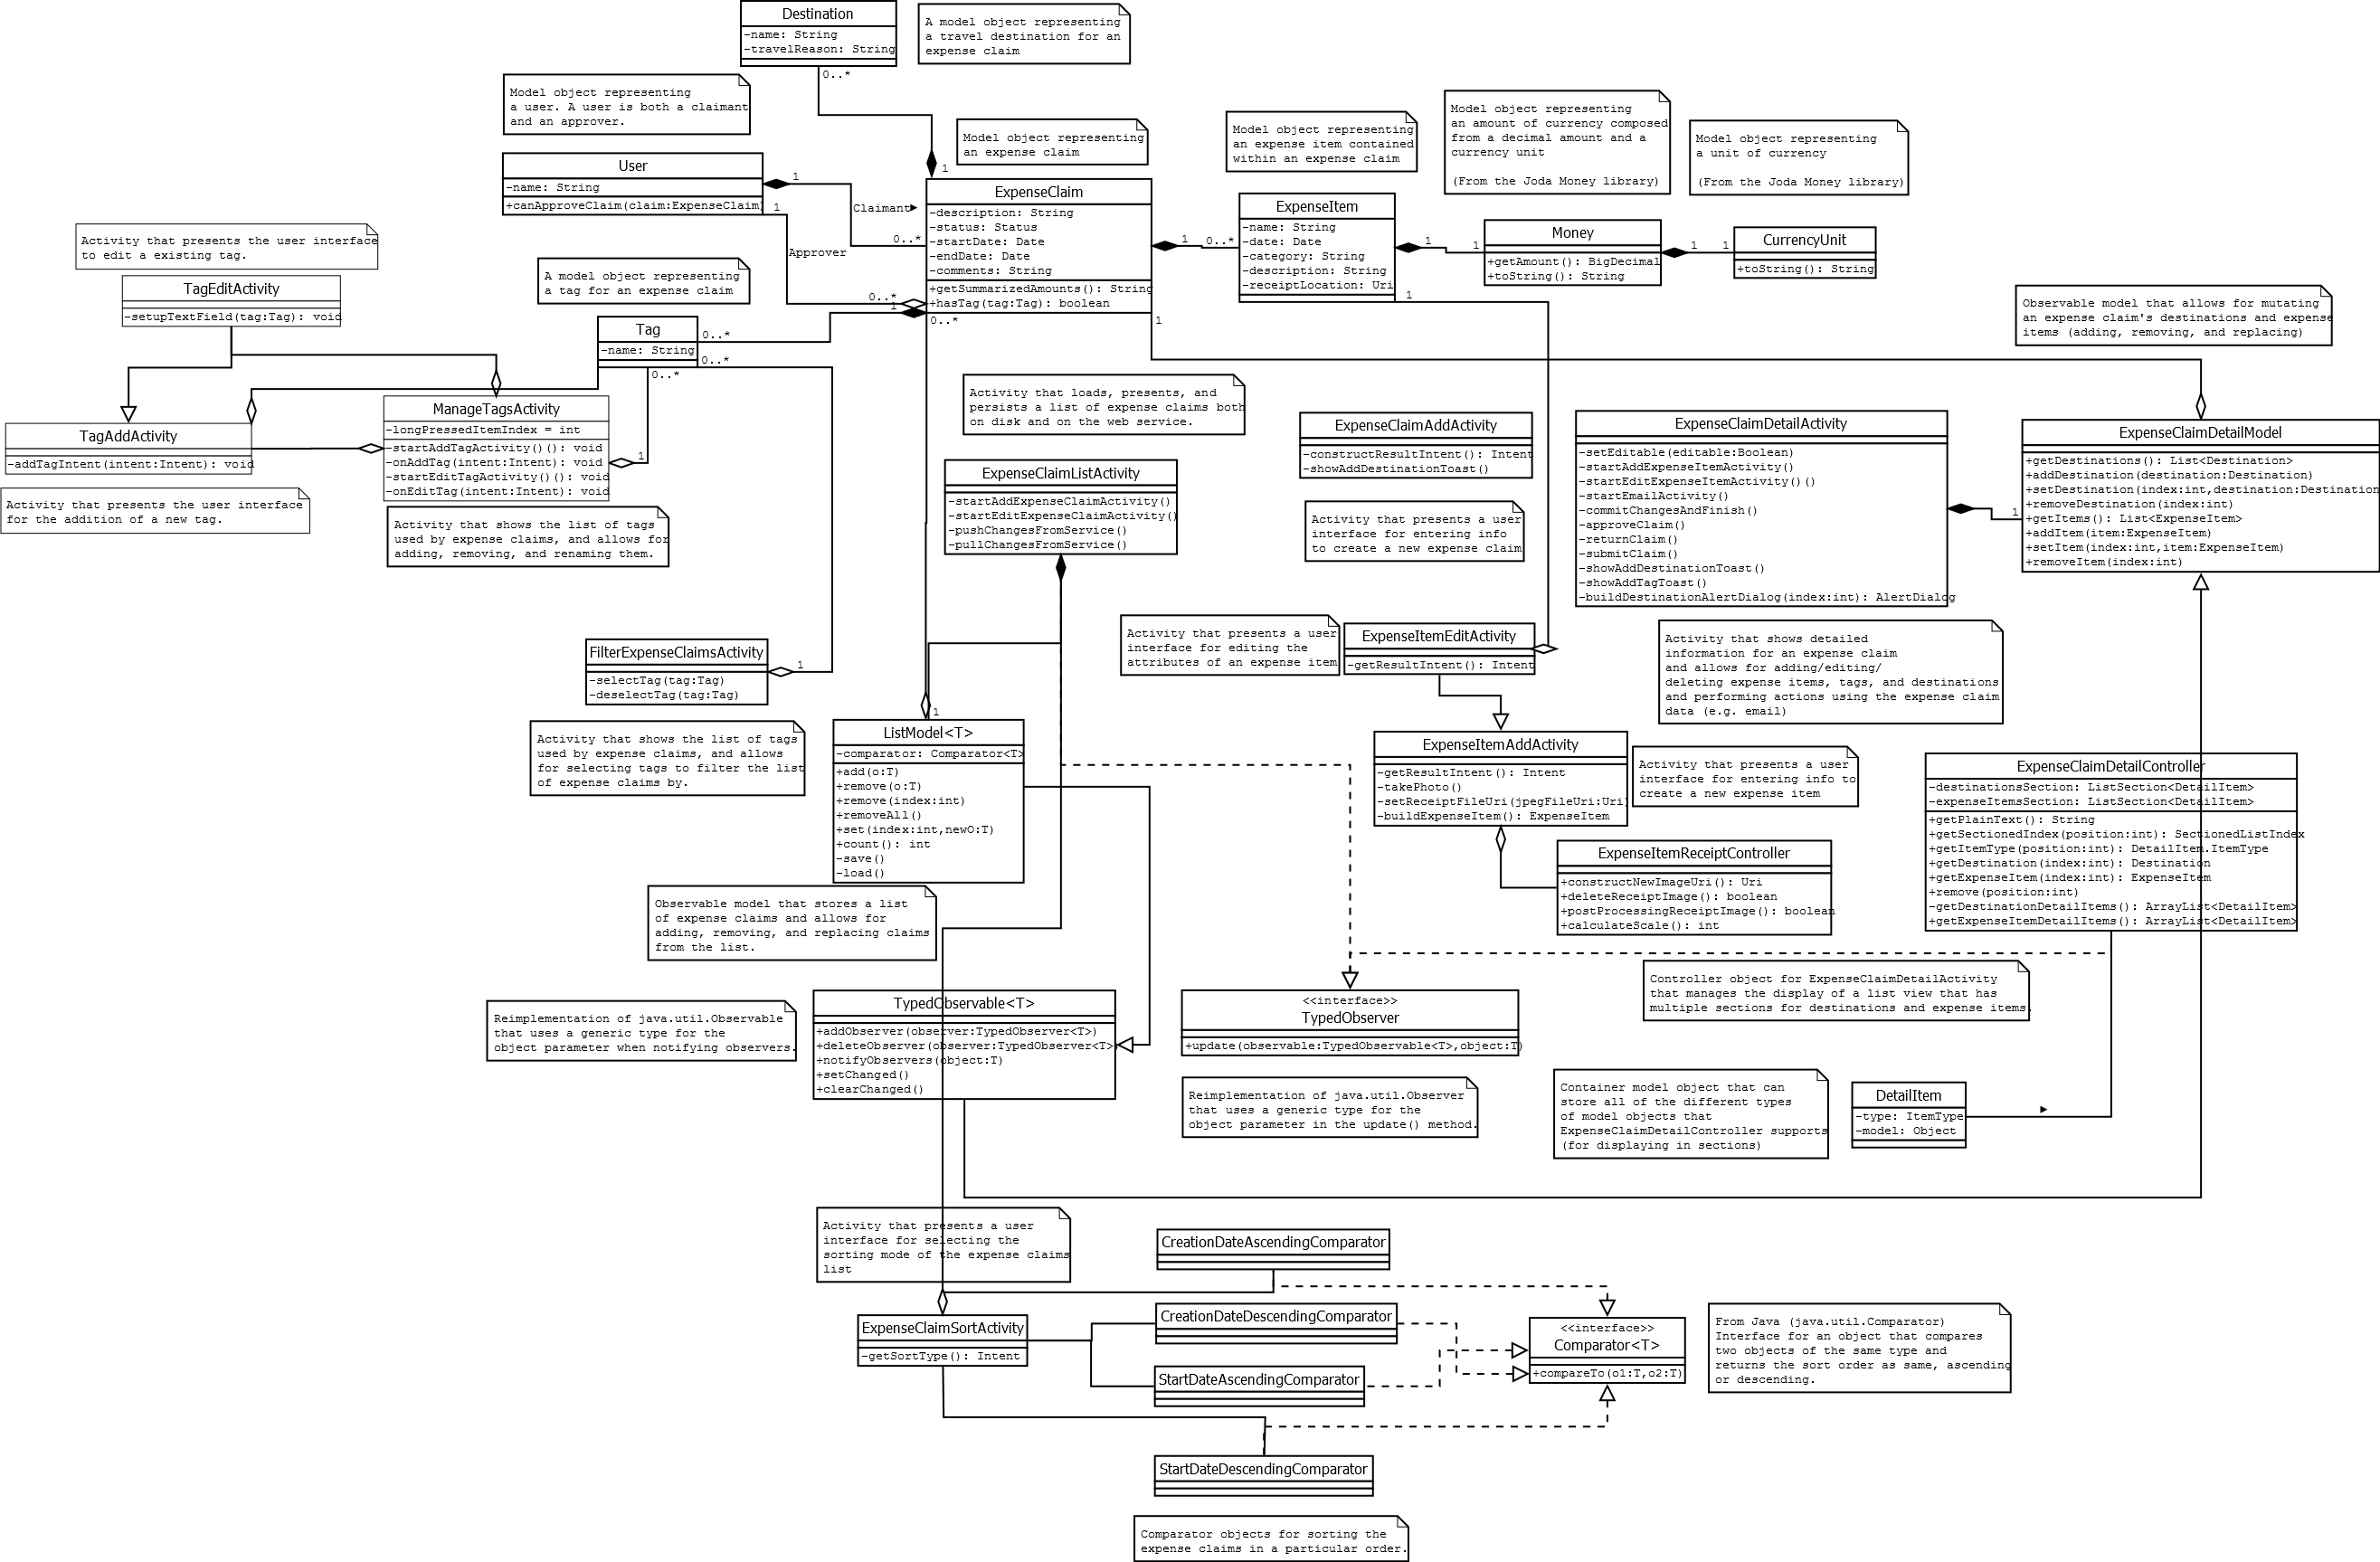 Destination
-name: String
-travelReason: String
0..*
A model object representing
a travel destination for an
expense claim
Model object representing
a user. A user is both a claimant
and an approver.
User
-name: String
+canApproveClaim(claim:ExpenseClaim)
1
1
Claimant
0..*
Approver
0..*
1
Model object representing
an expense claim
1
ExpenseClaim
-description: String
-status: Status
-startDate: Date
-endDate: Date
-comments: String
+getSummarizedAmounts(): String
+hasTag(tag:Tag): boolean
0..*
1
1
0..*
Model object representing
an expense item contained
within an expense claim
ExpenseItem
-name: String
-date: Date
-category: String
-description: String
-receiptLocation: Uri
1
1
1
Model object representing
an amount of currency composed
from a decimal amount and a
currency unit
(From the Joda Money library)
Money
+getAmount(): BigDecimal
+toString(): String
1
1
Model object representing
a unit of currency
(From the Joda Money library)
CurrencyUnit
+toString(): String
Activity that presents the user interface
to edit a existing tag.
TagEditActivity
-setupTextField(tag:Tag): void
A model object representing
a tag for an expense claim
Tag
-name: String
0..*
0..*
0..*
Observable model that allows for mutating
an expense claim's destinations and expense
items (adding, removing, and replacing)
TagAddActivity
-addTagIntent(intent:Intent): void
Activity that presents the user interface
for the addition of a new tag.
ManageTagsActivity
-longPressedItemIndex = int
-startAddTagActivity()(): void
-onAddTag(intent:Intent): void
-startEditTagActivity()(): void
-onEditTag(intent:Intent): void
1
Activity that shows the list of tags
used by expense claims, and allows for
adding, removing, and renaming them.
Activity that loads, presents, and
persists a list of expense claims both
on disk and on the web service.
ExpenseClaimListActivity
-startAddExpenseClaimActivity()
-startEditExpenseClaimActivity()
-pushChangesFromService()
-pullChangesFromService()
ExpenseClaimAddActivity
-constructResultIntent(): Intent
-showAddDestinationToast()
Activity that presents a user
interface for entering info
to create a new expense claim
ExpenseClaimDetailActivity
-setEditable(editable:Boolean)
-startAddExpenseItemActivity()
-startEditExpenseItemActivity()()
-startEmailActivity()
-commitChangesAndFinish()
-approveClaim()
-returnClaim()
-submitClaim()
-showAddDestinationToast()
-showAddTagToast()
-buildDestinationAlertDialog(index:int): AlertDialog
1
ExpenseClaimDetailModel
+getDestinations(): List<Destination>
+addDestination(destination:Destination)
+setDestination(index:int,destination:Destination
+removeDestination(index:int)
+getItems(): List<ExpenseItem>
+addItem(item:ExpenseItem)
+setItem(index:int,item:ExpenseItem)
+removeItem(index:int)
FilterExpenseClaimsActivity
-selectTag(tag:Tag)
-deselectTag(tag:Tag)
1
Activity that shows the list of tags
used by expense claims, and allows
for selecting tags to filter the list
of expense claims by.
Activity that presents a user
interface for editing the
attributes of an expense item
ExpenseItemEditActivity
-getResultIntent(): Intent
Activity that shows detailed
information for an expense claim
and allows for adding/editing/
deleting expense items, tags, and destinations
and performing actions using the expense claim
data (e.g. email)
1
ListModel<T>
-comparator: Comparator<T>
+add(o:T)
+remove(o:T)
+remove(index:int)
+removeAll()
+set(index:int,newO:T)
+count(): int
-save()
-load()
Observable model that stores a list
of expense claims and allows for
adding, removing, and replacing claims
from the list.
ExpenseItemAddActivity
-getResultIntent(): Intent
-takePhoto()
-setReceiptFileUri(jpegFileUri:Uri)
-buildExpenseItem(): ExpenseItem
Activity that presents a user
interface for entering info to
create a new expense item
ExpenseItemReceiptController
+constructNewImageUri(): Uri
+deleteReceiptImage(): boolean
+postProcessingReceiptImage(): boolean
+calculateScale(): int
ExpenseClaimDetailController
-destinationsSection: ListSection<DetailItem>
-expenseItemsSection: ListSection<DetailItem>
+getPlainText(): String
+getSectionedIndex(position:int): SectionedListIndex
+getItemType(position:int): DetailItem.ItemType
+getDestination(index:int): Destination
+getExpenseItem(index:int): ExpenseItem
+remove(position:int)
-getDestinationDetailItems(): ArrayList<DetailItem>
+getExpenseItemDetailItems(): ArrayList<DetailItem>
Controller object for ExpenseClaimDetailActivity
that manages the display of a list view that has
multiple sections for destinations and expense items.
Reimplementation of java.util.Observable
that uses a generic type for the
object parameter when notifying observers.
TypedObservable<T>
+addObserver(observer:TypedObserver<T>)
+deleteObserver(observer:TypedObserver<T>
+notifyObservers(object:T)
+setChanged()
+clearChanged()
<<interface>>
TypedObserver
+update(observable:TypedObservable<T>,object:T)
Reimplementation of java.util.Observer
that uses a generic type for the
object parameter in the update() method.
Container model object that can
store all of the different types
of model objects that
ExpenseClaimDetailController supports
(for displaying in sections)
DetailItem
-type: ItemType
-model: Object
Activity that presents a user
interface for selecting the
sorting mode of the expense claims
list
ExpenseClaimSortActivity
-getSortType(): Intent
CreationDateAscendingComparator
CreationDateDescendingComparator
StartDateAscendingComparator
StartDateDescendingComparator
<<interface>>
Comparator<T>
+compareTo(o1:T,o2:T)
From Java (java.util.Comparator)
Interface for an object that compares
two objects of the same type and
returns the sort order as same, ascending
or descending.
Comparator objects for sorting the
expense claims in a particular order.